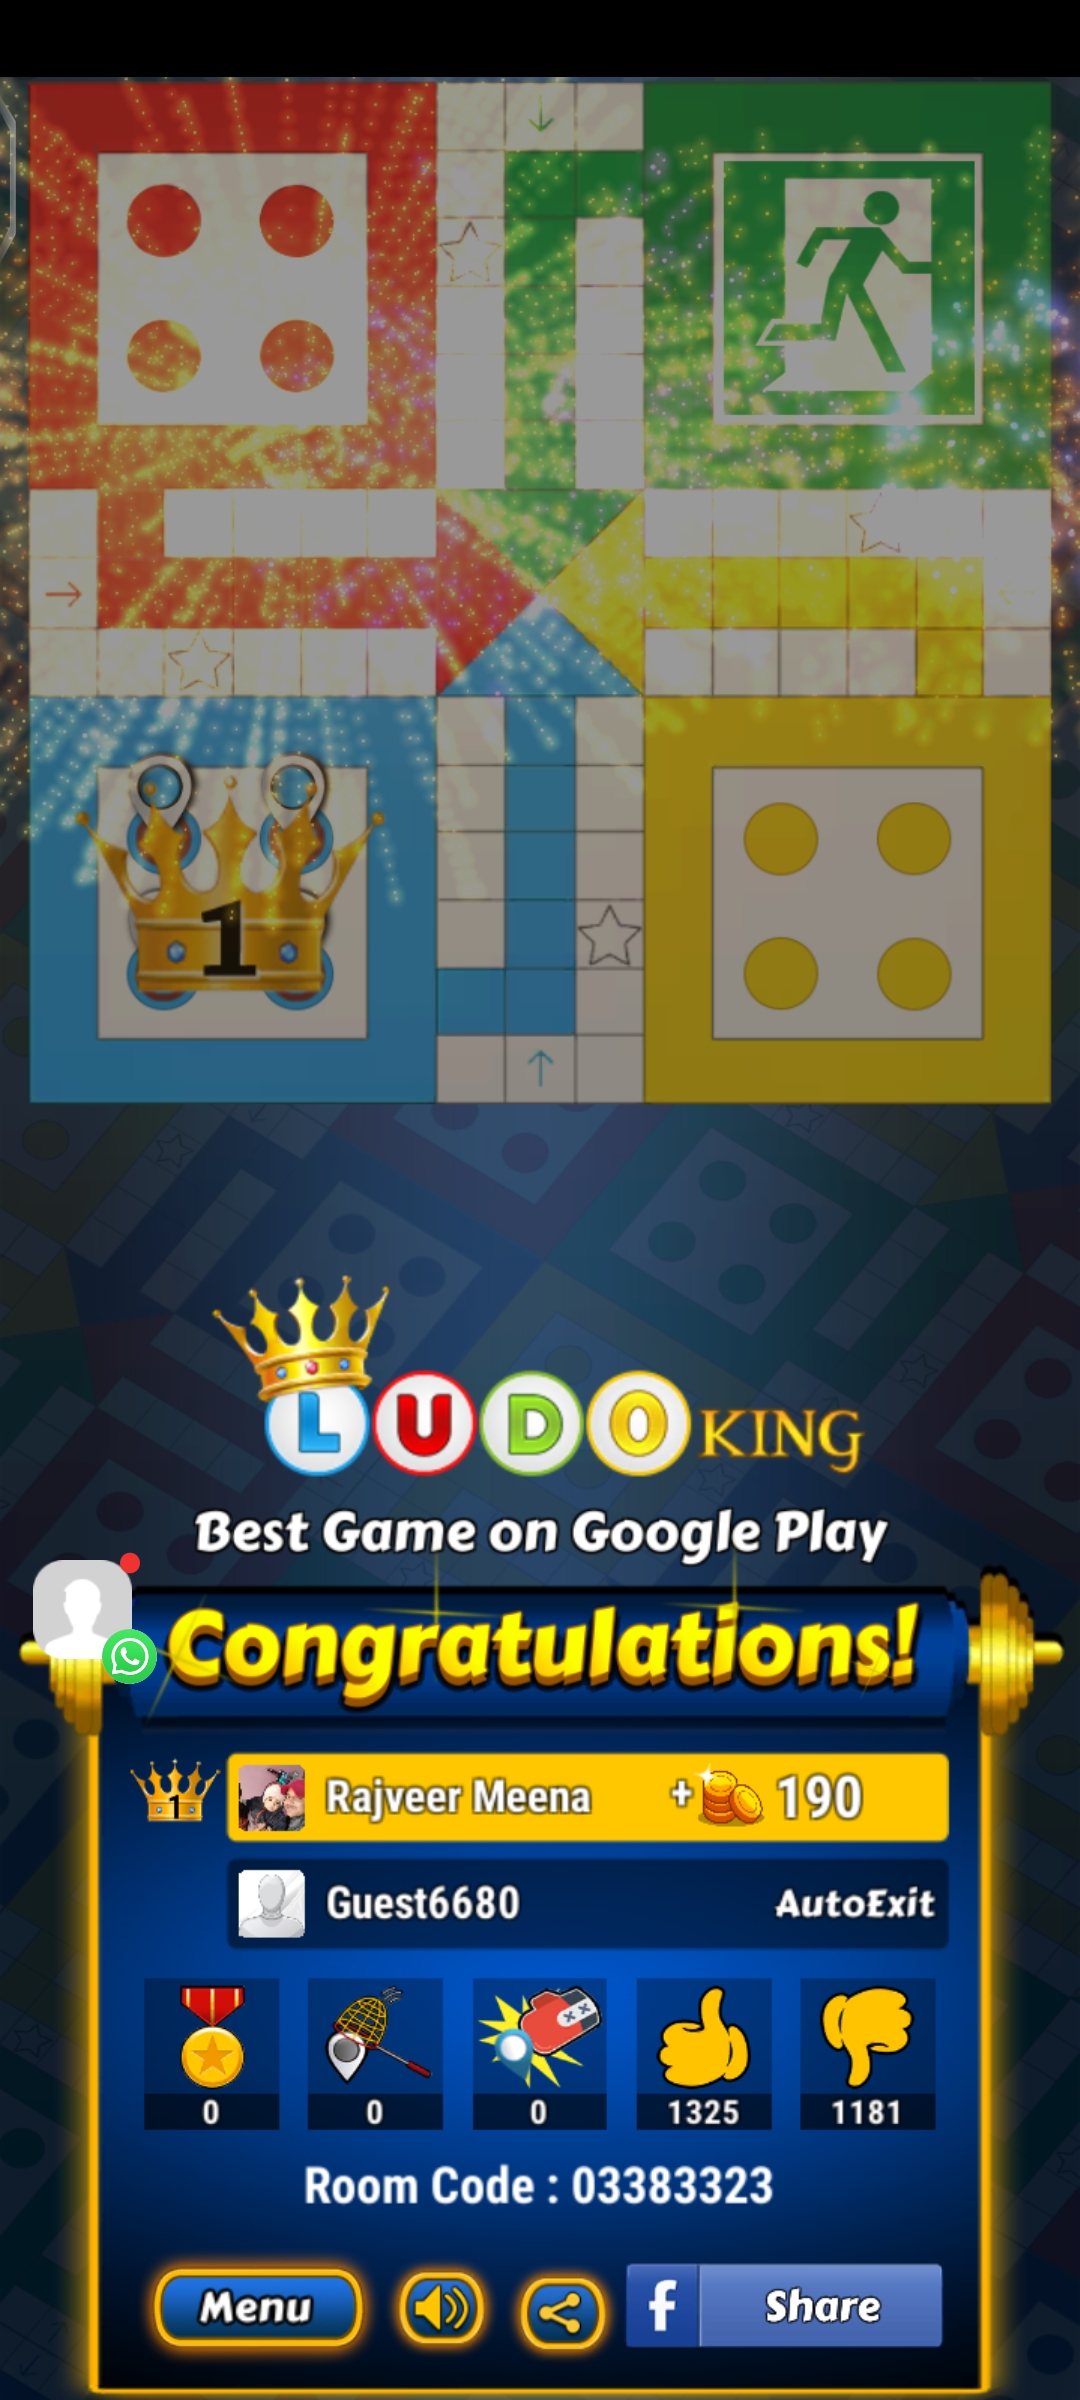 1
LUDO KING
Best Game on Google Play
Congratulations!
1 Rajveer Meena + 190
Guest6680 AutoExit
0 0 0 1325 1181
Room Code : 03383323
Menu f Share